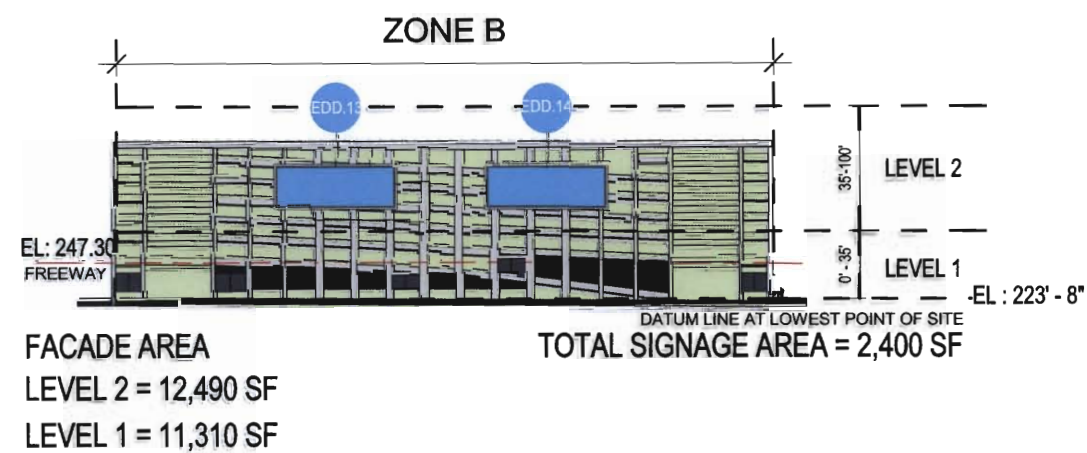 ZONE B
EDD.13
EDD.14
35'-100'
LEVEL 2
EL: 247.30
FREEWAY
0' -35'
LEVEL 1
EL : 223' - 8"
DATUM LINE AT LOWEST POINT OF SITE
FACADE AREA
TOTAL SIGNAGE AREA = 2,400 SF
LEVEL 2 = 12,490 SF
LEVEL 1 = 11,310 SF